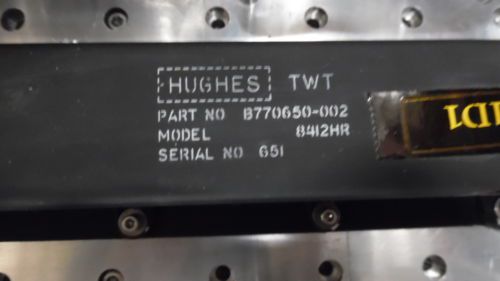 HUGHES TWT
PART NO B770650-002
MODEL 8412HR
SERIAL NO 651